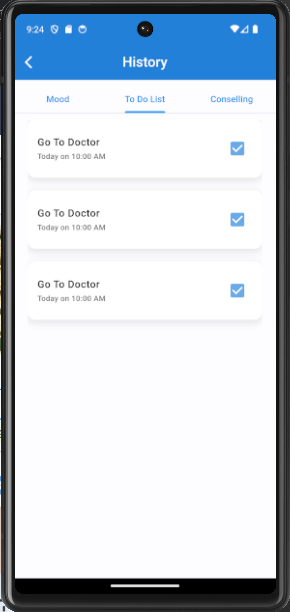 9:24
History
Mood
To Do List
Conselling
Go To Doctor
Today on 10:00 AM
Go To Doctor
Today on 10:00 AM
Go To Doctor
Today on 10:00 AM